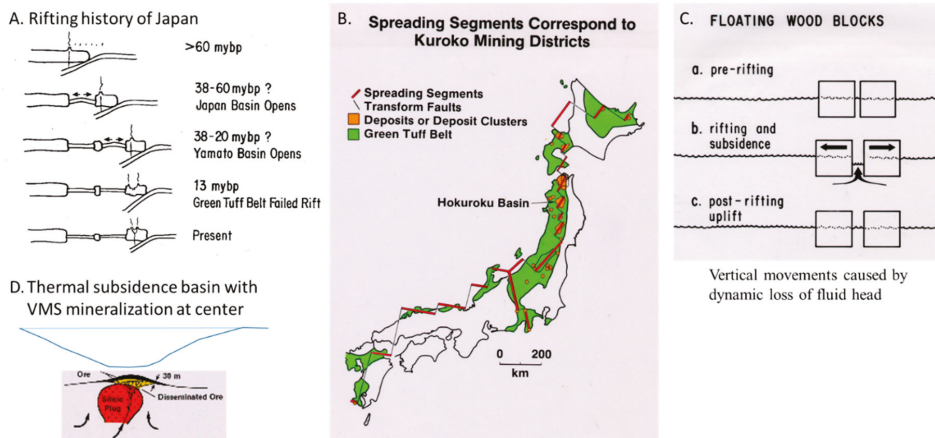 A. Rifting history of Japan
>60 mybp
38-60 mybp ?
Japan Basin Opens
38-20 mybp ?
Yamato Basin Opens
13 mybp
Green Tuff Belt Failed Rift
Present
D. Thermal subsidence basin with
VMS mineralization at center
Ore
38 m
Disseminated Ore
Silicic
Plug
B.
Spreading Segments Correspond to
Kuroko Mining Districts
Spreading Segments
Transform Faults
Deposits or Deposit Clusters
Green Tuff Belt
Hokuroku Basin
0 200
km
C. FLOATING WOOD BLOCKS
a. pre-rifting
b. rifting and
subsidence
c. post-rifting
uplift
Vertical movements caused by
dynamic loss of fluid head